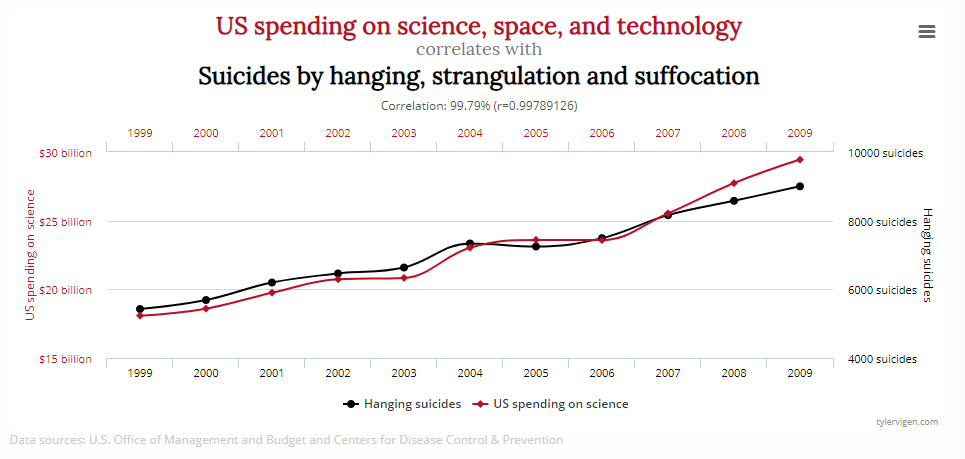 US spending on science, space, and technology
correlates with
Suicides by hanging, strangulation and suffocation
Correlation: 99.79% (r=0.99789126)
1999 2000 2001 2002 2003 2004 2005 2006 2007 2008 2009
US spending on science
$30 billion
$25 billion
$20 billion
$15 billion
10000 suicides
8000 suicides
6000 suicides
4000 suicides
Hanging suicides
1999 2000 2001 2002 2003 2004 2005 2006 2007 2008 2009
Hanging suicides US spending on science
tylervigen.com
Data sources: U.S. Office of Management and Budget and Centers for Disease Control & Prevention